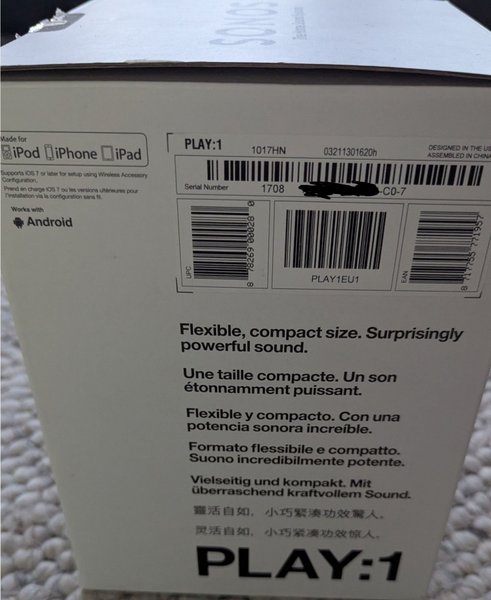 SONOS
Made for
iPod iPhone iPad
Supports iOS 7 or later for setup using Wireless Accessory
Configuration.
Prend en charge iOS 7 ou les versions ultérieures pour
l'installation via la configuration sans fil.
Works with
Android
PLAY:1 1017HN 03211301620h DESIGNED IN THE US
ASSEMBLED IN CHINA
Serial Number 1708 -C0-7
UPC
PLAY1EU1
EAN
8 717755 771957
Flexible, compact size. Surprisingly
powerful sound.
Une taille compacte. Un son
étonnamment puissant.
Flexible y compacto. Con una
potencia sonora increíble.
Formato flessibile e compatto.
Suono incredibilmente potente.
Vielseitig und kompakt. Mit
überraschend kraftvollem Sound.
靈活自如，小巧緊湊功效驚人。
灵活自如，小巧紧凑功效惊人。
PLAY:1